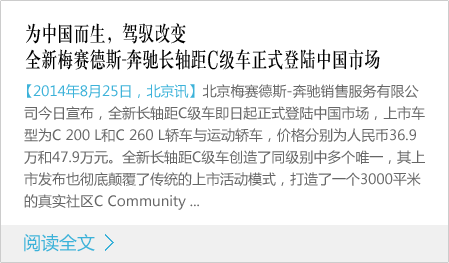 为中国而生，驾驭改变
全新梅赛德斯-奔驰长轴距C级车正式登陆中国市场
【2014年8月25日，北京讯】北京梅赛德斯-奔驰销售服务有限公
司今日宣布，全新长轴距C级车即日起正式登陆中国市场，上市车
型为C 200 L和C 260 L轿车与运动轿车，价格分别为人民币36.9
万和47.9万元。全新长轴距C级车创造了同级别中多个唯一，其上
市发布也彻底颠覆了传统的上市活动模式，打造了一个3000平米
的真实社区C Community ...
阅读全文 >